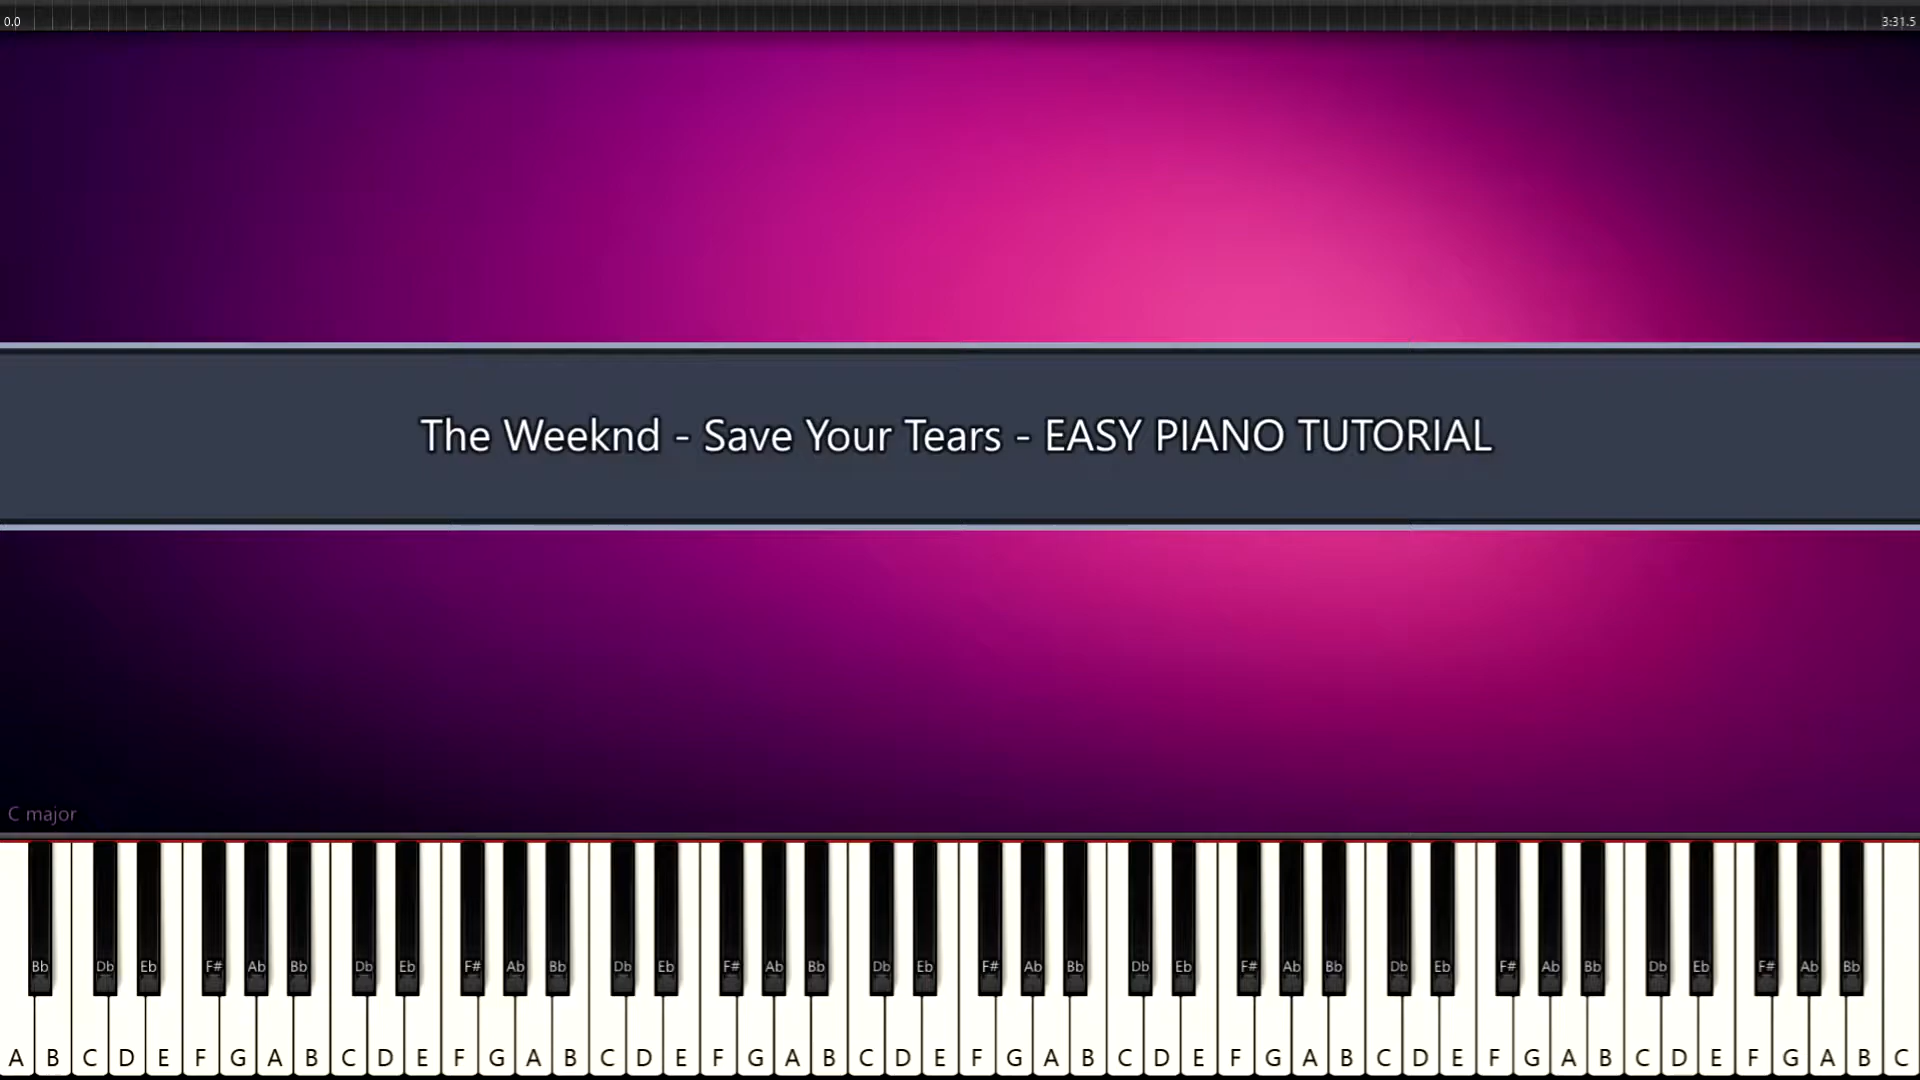 0.0 3:31.5
The Weeknd - Save Your Tears - EASY PIANO TUTORIAL
C major
Bb Db Eb F# Ab Bb Db Eb F# Ab Bb Db Eb F# Ab Bb Db Eb F# Ab Bb Db Eb F# Ab Bb Db Eb F# Ab Bb Db Eb F# Ab Bb
A B C D E F G A B C D E F G A B C D E F G A B C D E F G A B C D E F G A B C D E F G A B C D E F G A B C